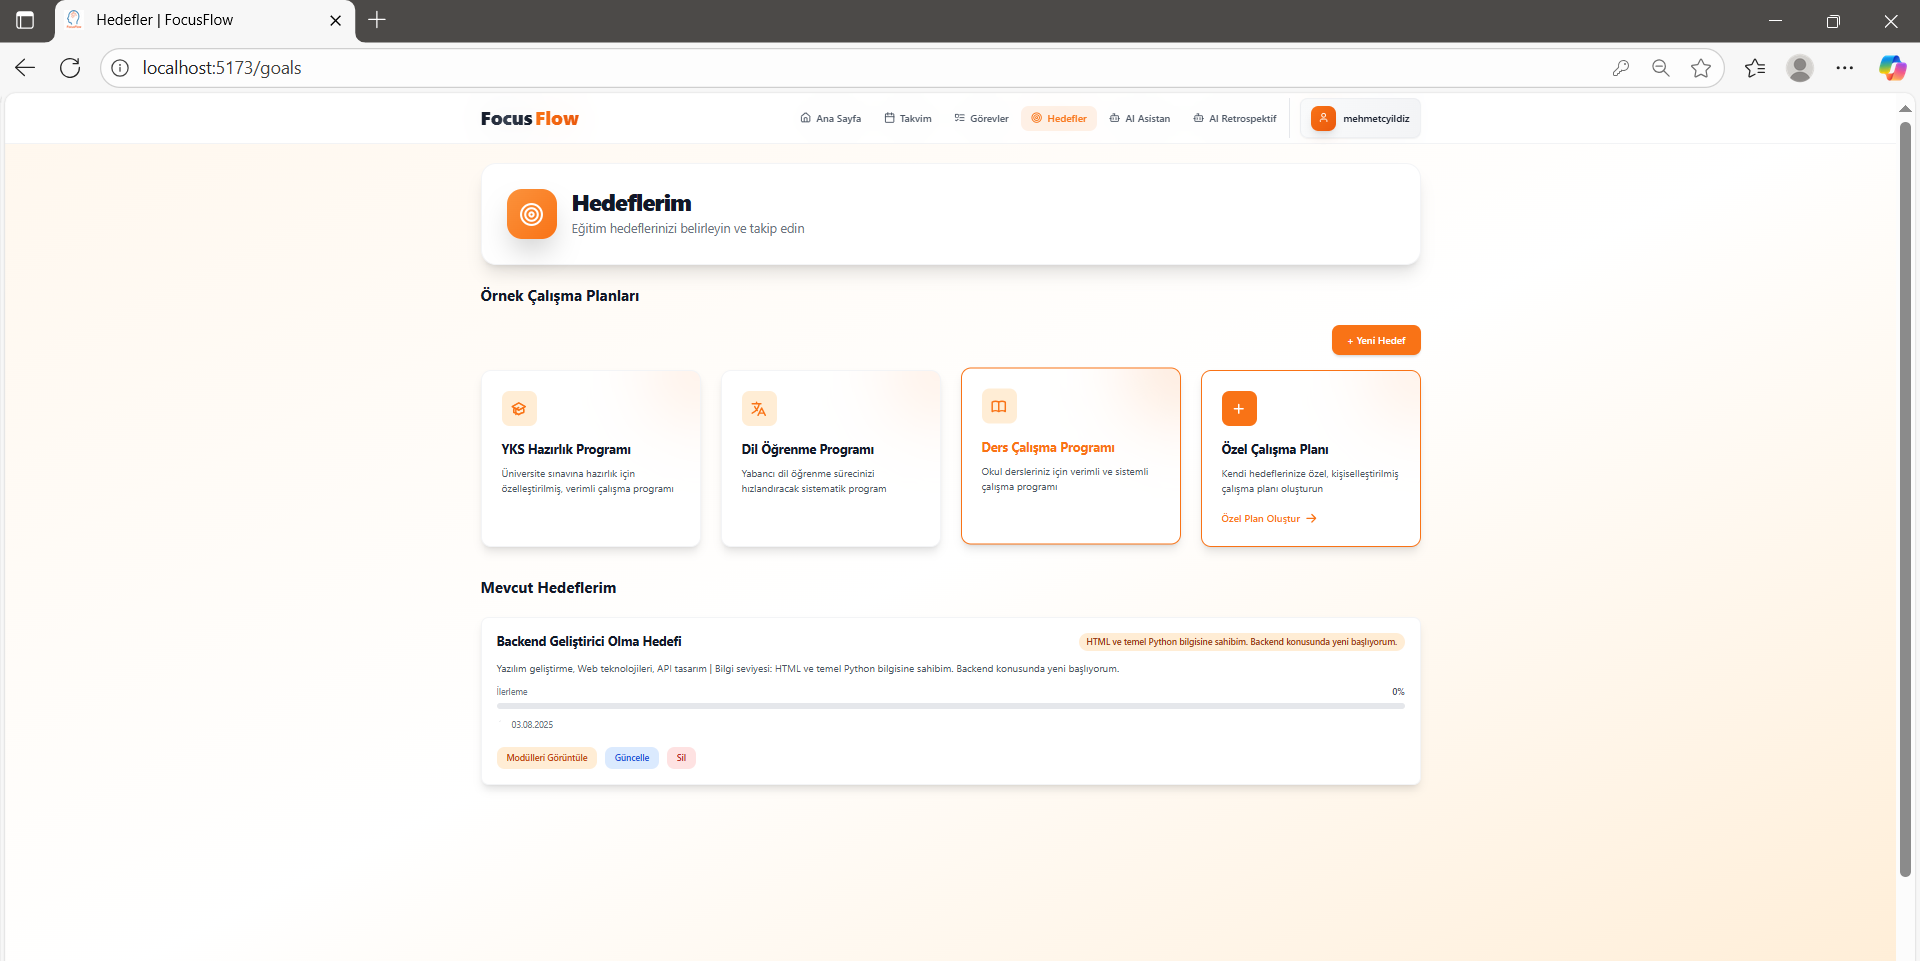 Hedefler | FocusFlow
localhost:5173/goals
Focus Flow
Ana Sayfa
Takvim
Görevler
Hedefler
AI Asistan
AI Retrospektif
mehmetcyildiz
Hedeflerim
Eğitim hedeflerinizi belirleyin ve takip edin
Örnek Çalışma Planları
+ Yeni Hedef
YKS Hazırlık Programı
Üniversite sınavına hazırlık için
özelleştirilmiş, verimli çalışma programı
Dil Öğrenme Programı
Yabancı dil öğrenme sürecinizi
hızlandıracak sistematik program
Ders Çalışma Programı
Okul dersleriniz için verimli ve sistemli
çalışma programı
Özel Çalışma Planı
Kendi hedeflerinize özel, kişiselleştirilmiş
çalışma planı oluşturun
Özel Plan Oluştur
Mevcut Hedeflerim
Backend Geliştirici Olma Hedefi
HTML ve temel Python bilgisine sahibim. Backend konusunda yeni başlıyorum.
Yazılım geliştirme, Web teknolojileri, API tasarım | Bilgi seviyesi: HTML ve temel Python bilgisine sahibim. Backend konusunda yeni başlıyorum.
İlerleme
0%
03.08.2025
Modülleri Görüntüle
Güncelle
Sil